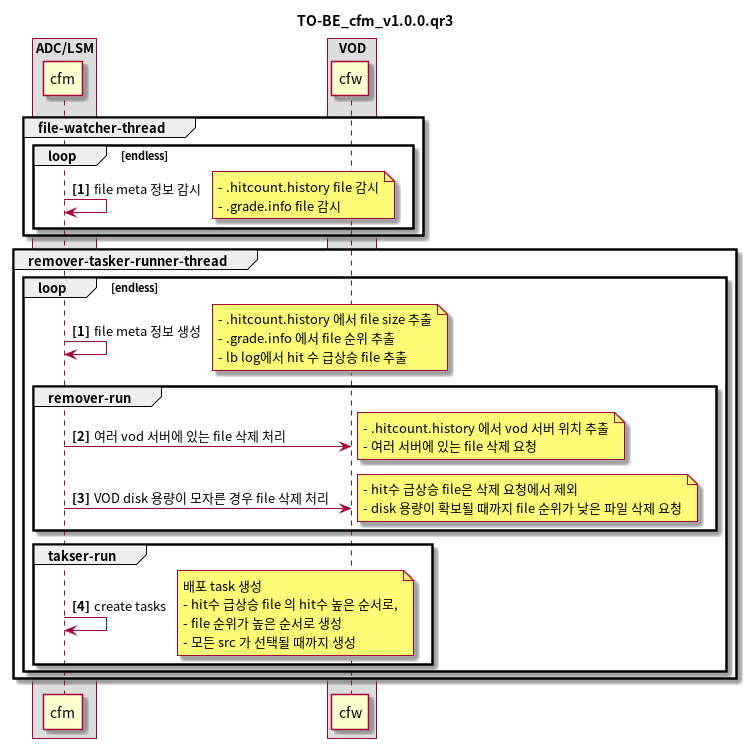 TO-BE_cfm_v1.0.0.qr3
ADC/LSM
VOD
cfm
cfw
file-watcher-thread
loop [endless]
[1] file meta 정보 감시
- .hitcount.history file 감시
- .grade.info file 감시
remover-tasker-runner-thread
loop [endless]
[1] file meta 정보 생성
- .hitcount.history 에서 file size 추출
- .grade.info 에서 file 순위 추출
- lb log에서 hit 수 급상승 file 추출
remover-run
[2] 여러 vod 서버에 있는 file 삭제 처리
- .hitcount.history 에서 vod 서버 위치 추출
- 여러 서버에 있는 file 삭제 요청
[3] VOD disk 용량이 모자른 경우 file 삭제 처리
- hit수 급상승 file은 삭제 요청에서 제외
- disk 용량이 확보될 때까지 file 순위가 낮은 파일 삭제 요청
takser-run
[4] create tasks
배포 task 생성
- hit수 급상승 file 의 hit수 높은 순서로,
- file 순위가 높은 순서로 생성
- 모든 src 가 선택될 때까지 생성
cfm
cfw